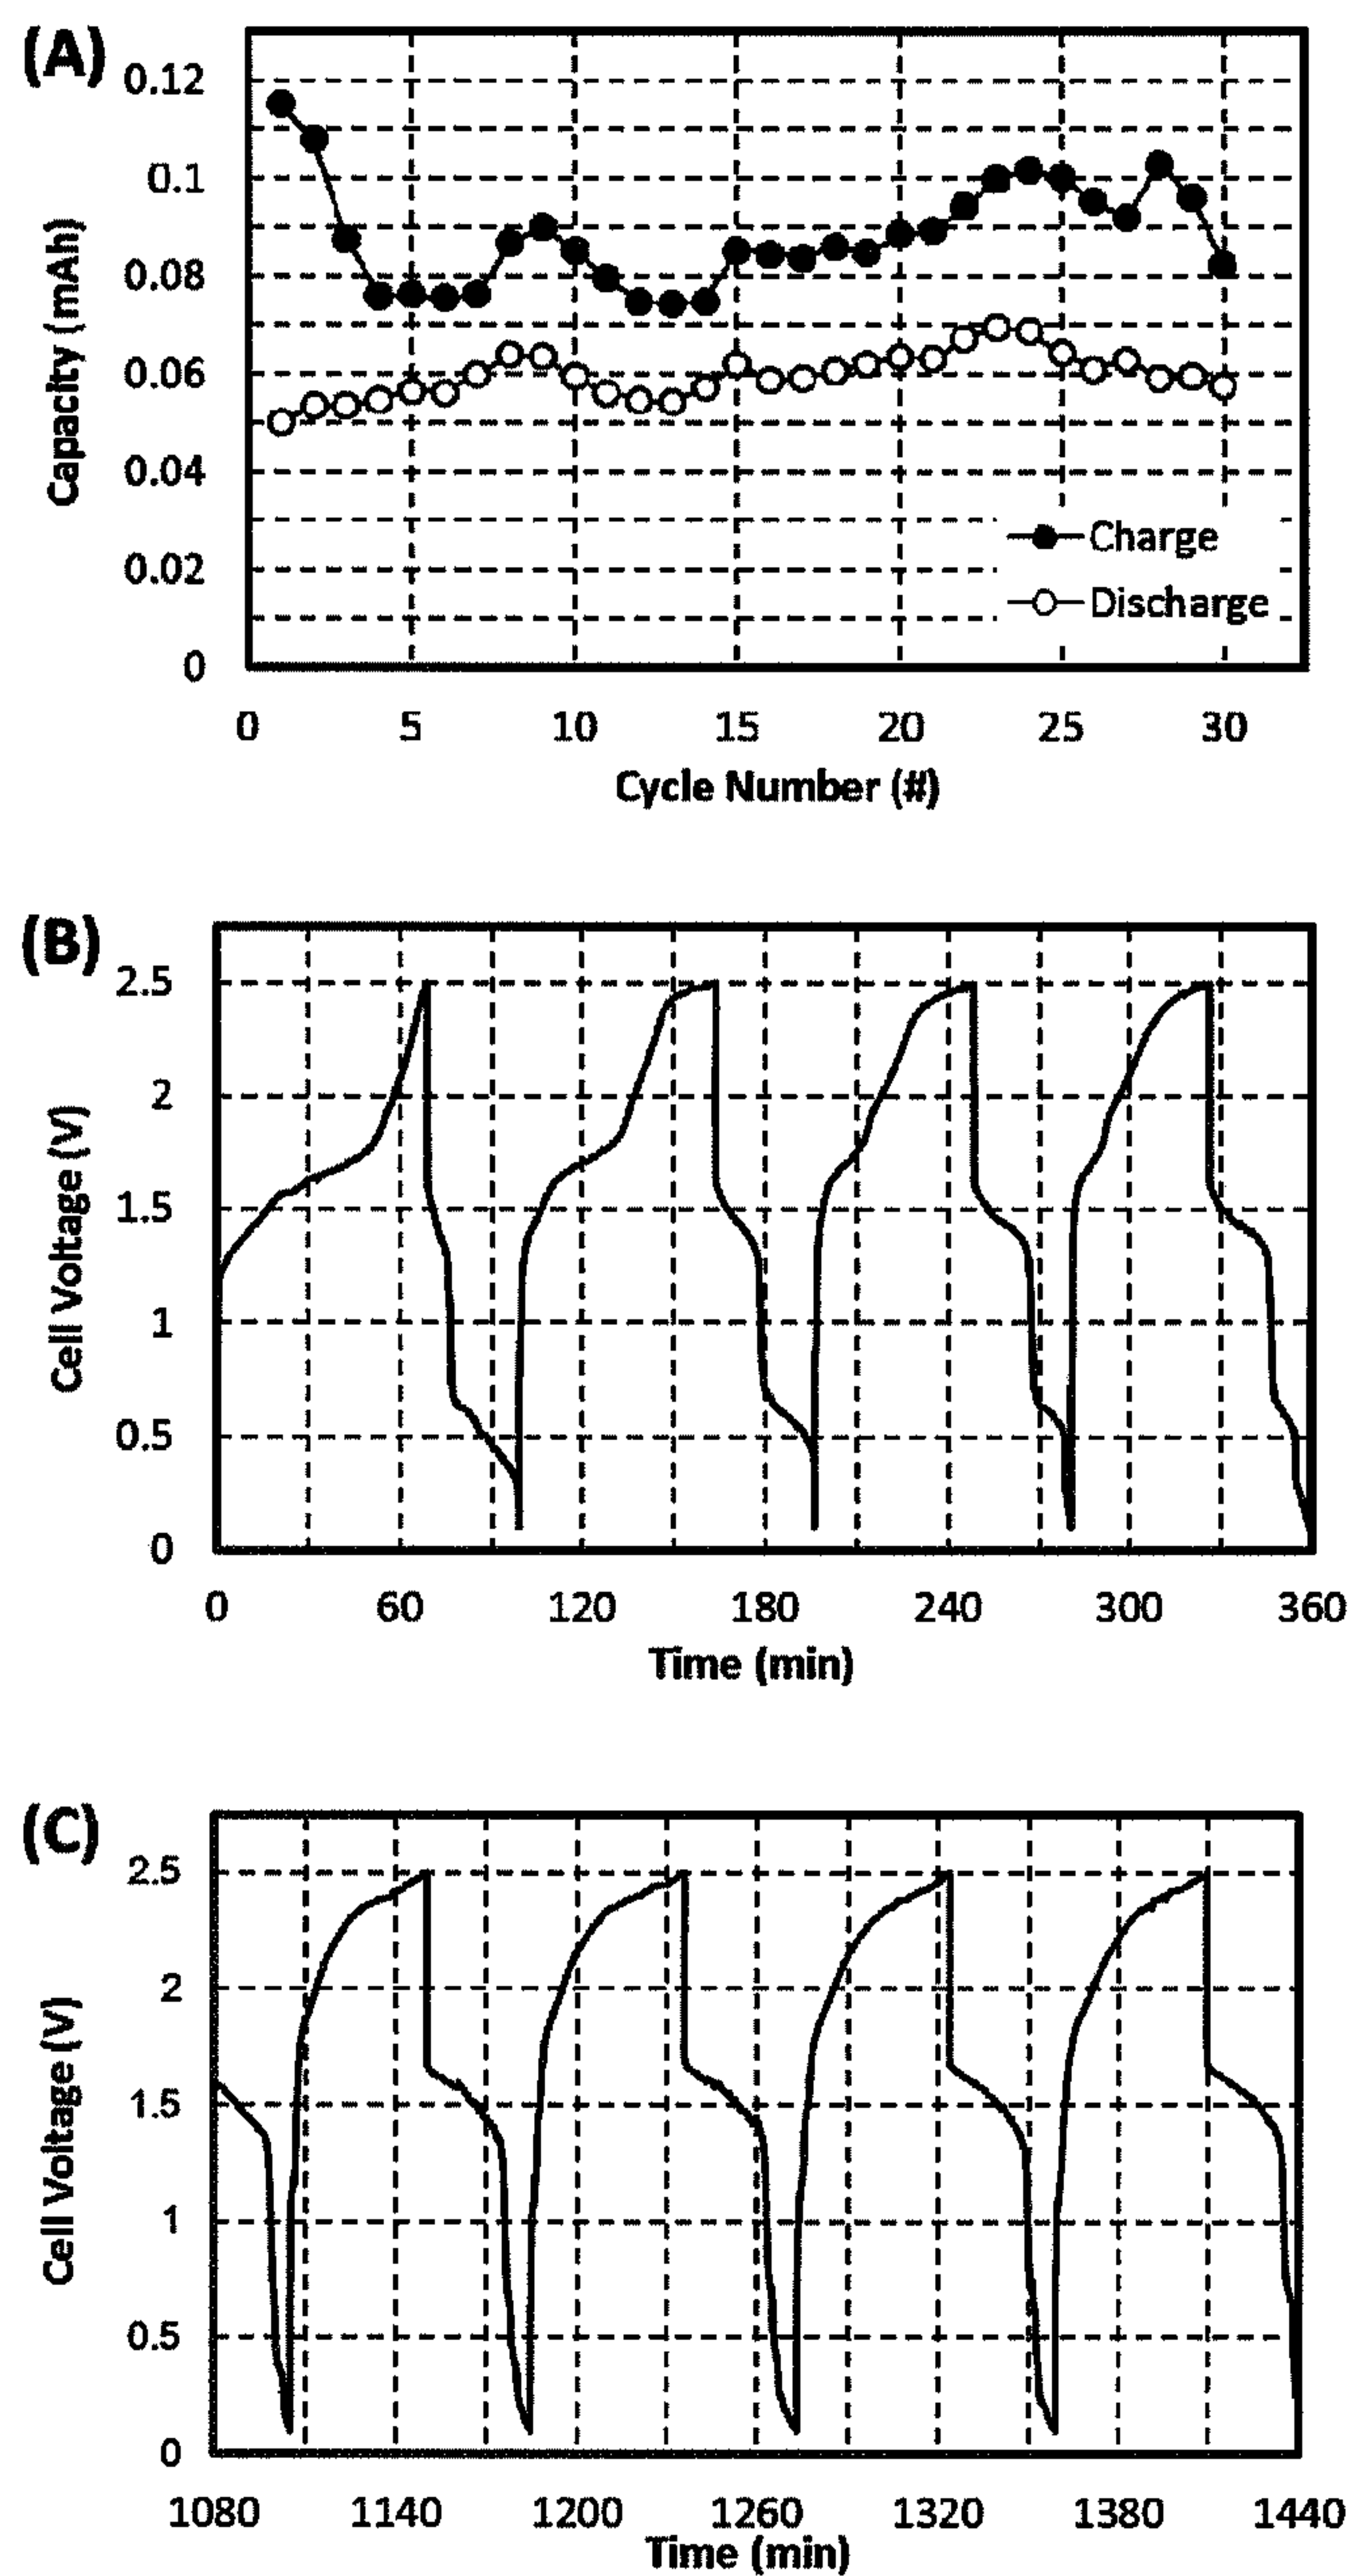 (A)
0.12
0.1
0.08
0.06
0.04
0.02
0
Capacity (mAh)
Charge
Discharge
0 5 10 15 20 25 30
Cycle Number (#)
(B)
2.5
2
1.5
1
0.5
0
Cell Voltage (V)
0 60 120 180 240 300 360
Time (min)
(C)
2.5
2
1.5
1
0.5
0
Cell Voltage (V)
1080 1140 1200 1260 1320 1380 1440
Time (min)